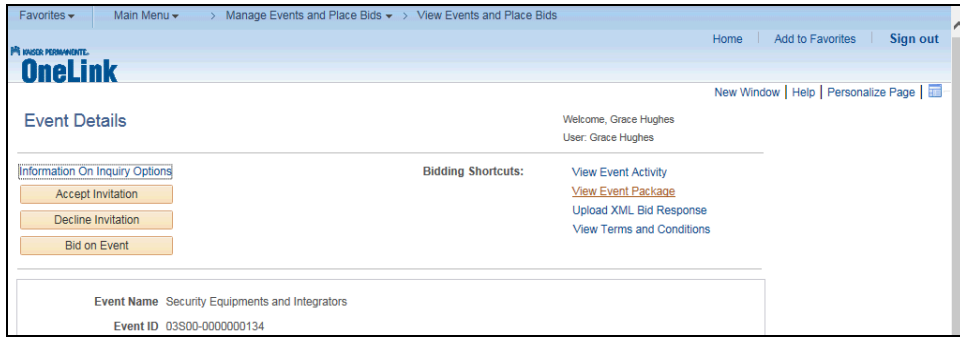 Favorites Main Menu > Manage Events and Place Bids > View Events and Place Bids
Home | Add to Favorites | Sign out
KAISER PERMANENTE.
OneLink
New Window | Help | Personalize Page |
Event Details
Welcome, Grace Hughes
User: Grace Hughes
Information On Inquiry Options
Accept Invitation
Decline Invitation
Bid on Event
Bidding Shortcuts:
View Event Activity
View Event Package
Upload XML Bid Response
View Terms and Conditions
Event Name Security Equipments and Integrators
Event ID 03S00-0000000134